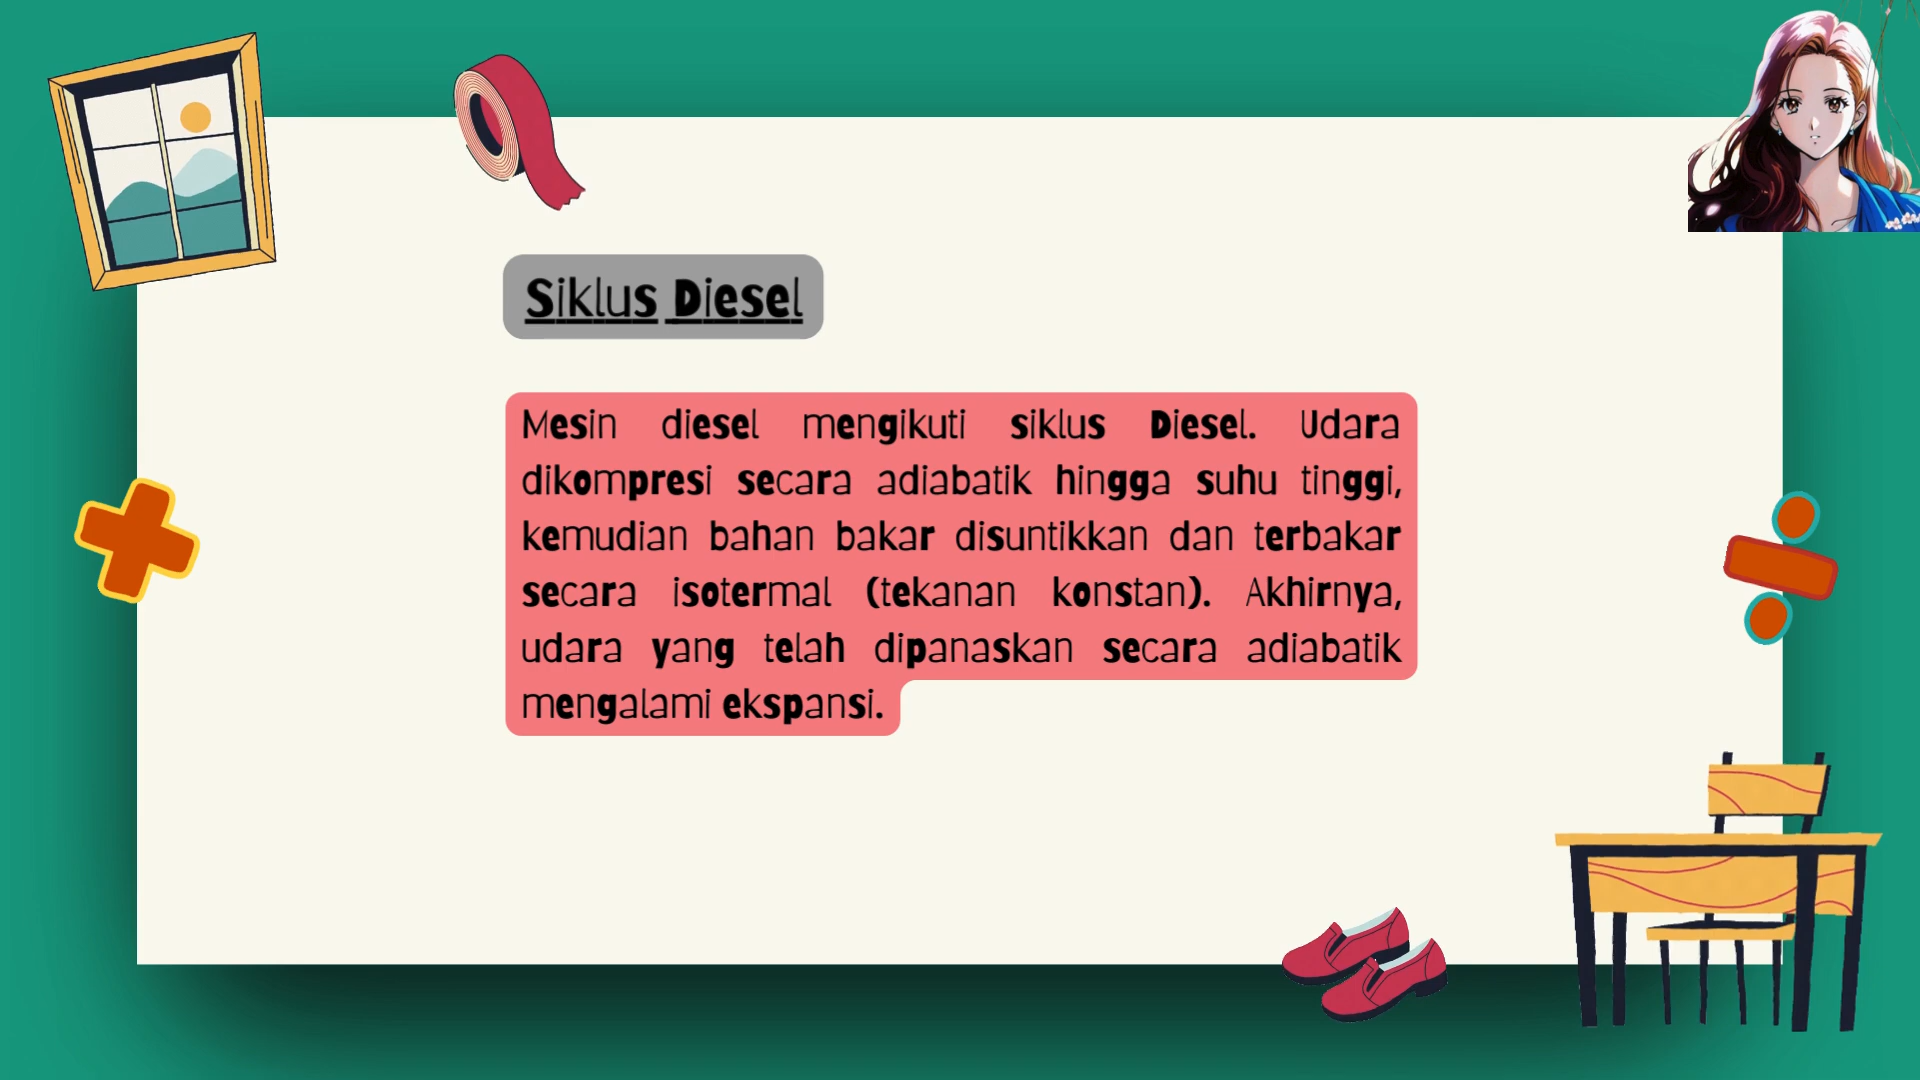 Siklus Diesel
Mesin diesel mengikuti siklus Diesel. Udara
dikompresi secara adiabatik hingga suhu tinggi,
kemudian bahan bakar disuntikkan dan terbakar
secara isotermal (tekanan konstan). Akhirnya,
udara yang telah dipanaskan secara adiabatik
mengalami ekspansi.